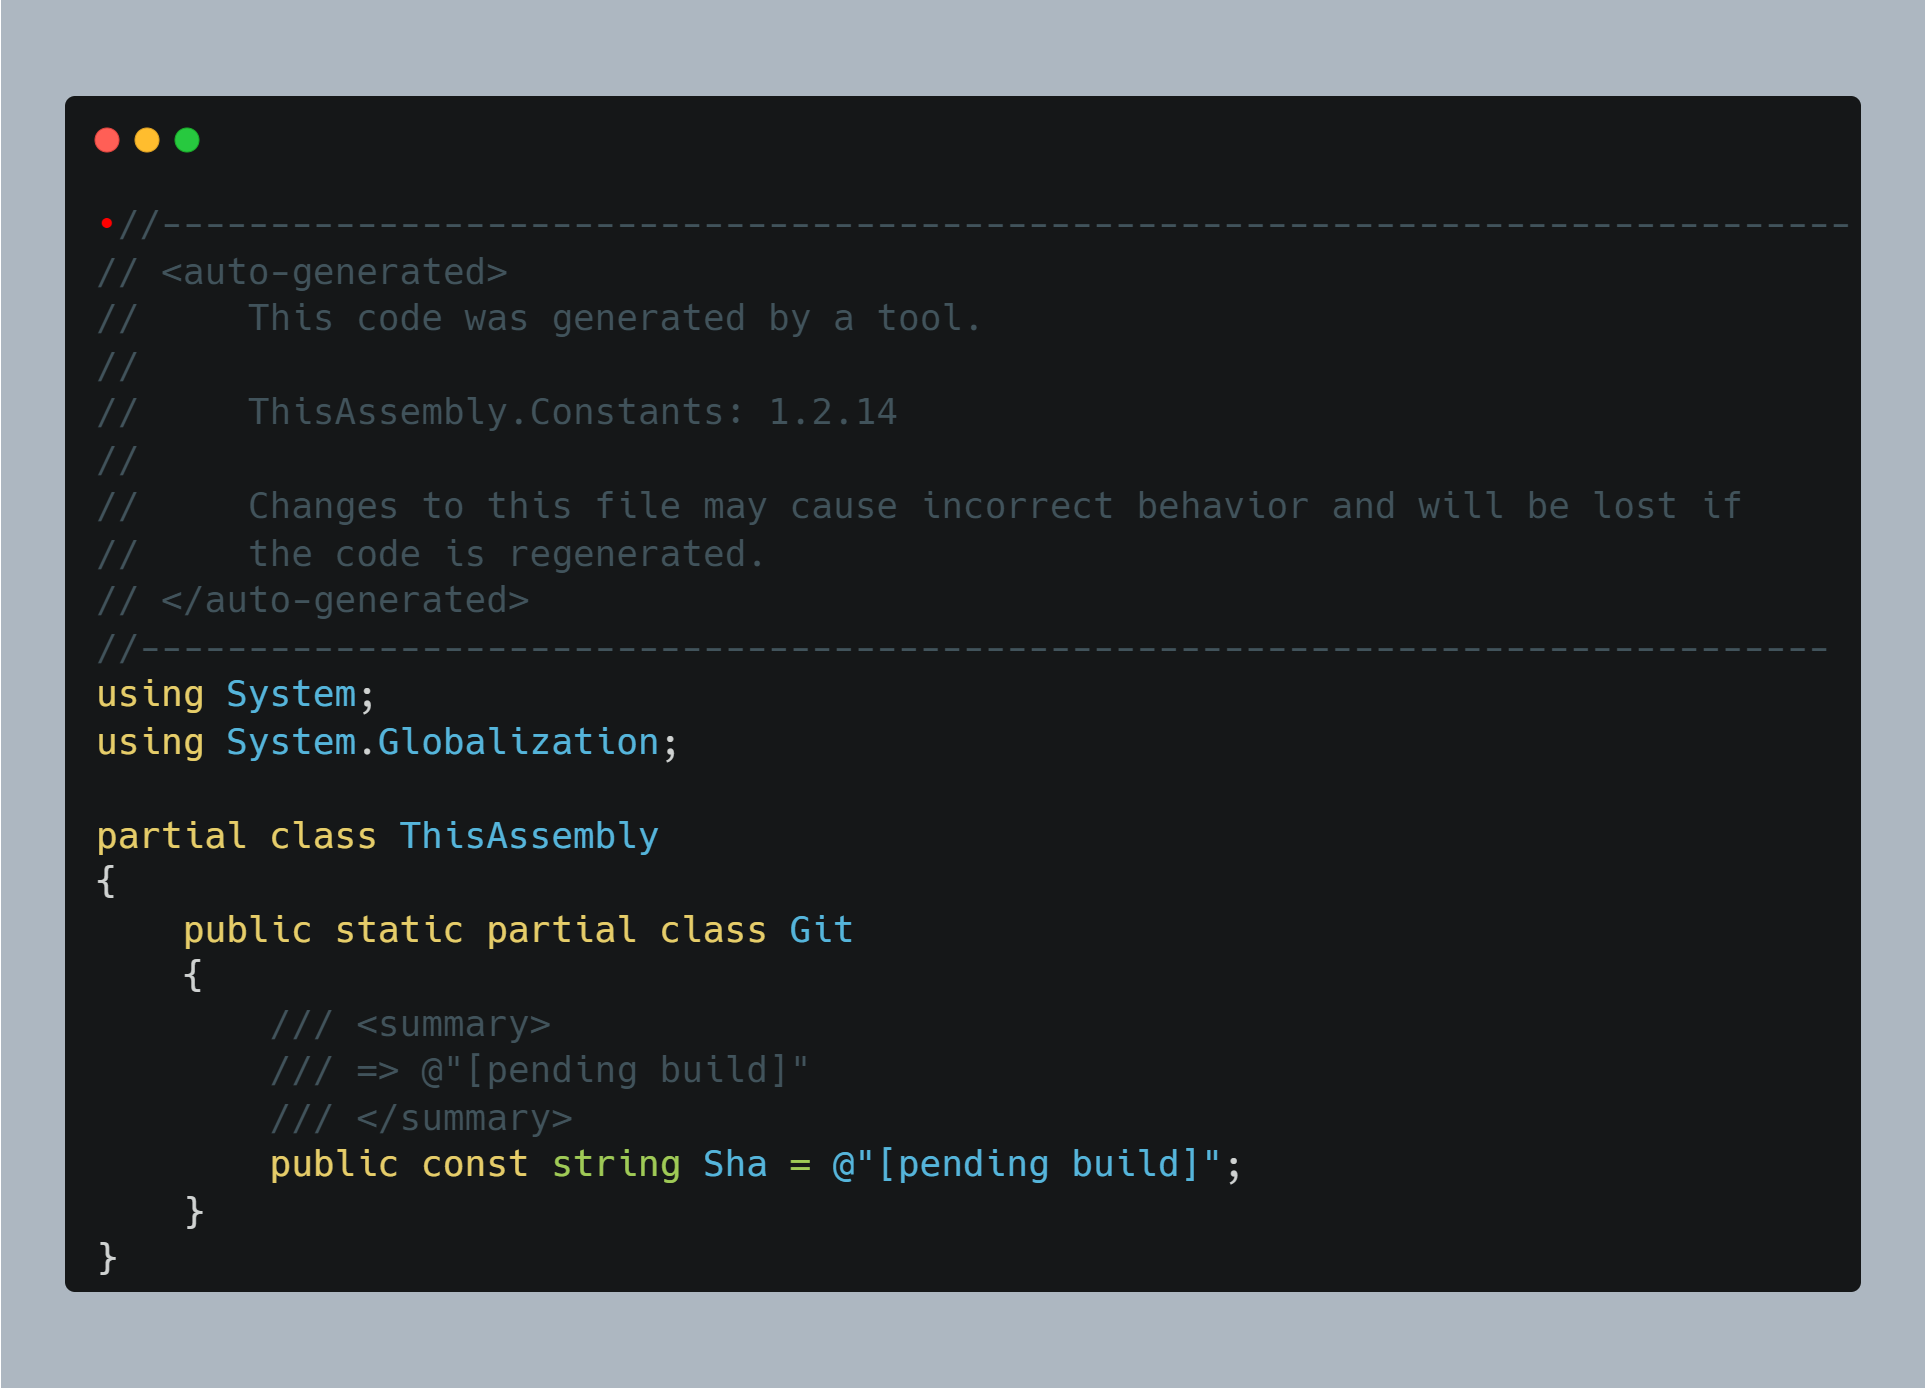 •//------------------------------------------------------------------------------
// <auto-generated>
//     This code was generated by a tool.
//
//     ThisAssembly.Constants: 1.2.14
//
//     Changes to this file may cause incorrect behavior and will be lost if
//     the code is regenerated.
// </auto-generated>
//------------------------------------------------------------------------------
using System;
using System.Globalization;

partial class ThisAssembly
{
    public static partial class Git
    {
        /// <summary>
        /// => @"[pending build]"
        /// </summary>
        public const string Sha = @"[pending build]";
    }
}